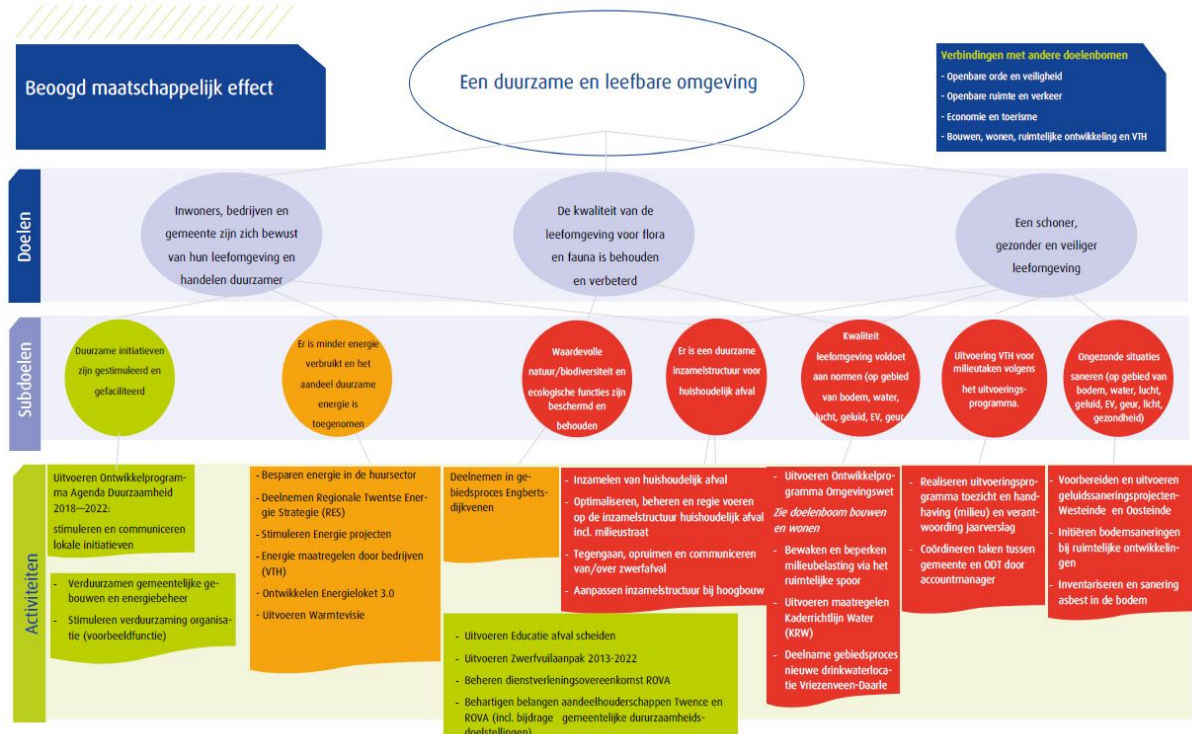 Beoogd maatschappelijk effect
Een duurzame en leefbare omgeving
Verbindingen met andere doelenbomen
- Openbare orde en veiligheid
- Openbare ruimte en verkeer
- Economie en toerisme
- Bouwen, wonen, ruimtelijke ontwikkeling en VTH
Doelen
Inwoners, bedrijven en
gemeente zijn zich bewust
van hun leefomgeving en
handelen duurzamer
De kwaliteit van de
leefomgeving voor flora
en fauna is behouden
en verbeterd
Een schoner,
gezonder en veiliger
leefomgeving
Subdoelen
Duurzame initiatieven
zijn gestimuleerd en
gefaciliteerd
Er is minder energie
verbruikt en het
aandeel duurzame
energie is
toegenomen
Waardevolle
natuur/biodiversiteit en
ecologische functies zijn
beschermd en
behouden
Er is een duurzame
inzamelstructuur voor
huishoudelijk afval
Kwaliteit
leefomgeving voldoet
aan normen (op gebied
van bodem, water,
lucht, geluid, EV, geur,
Uitvoering VTH voor
milieutaken volgens
het uitvoerings-
programma.
Ongezonde situaties
saneren (op gebied van
bodem, water, lucht,
geluid, EV, geur, licht,
gezondheid)
Activiteiten
Uitvoeren Ontwikkelprogram-
ma Agenda Duurzaamheid
2018—2022:
stimuleren en communiceren
lokale initiatieven
- Verduurzamen gemeentelijke ge-
bouwen en energiebeheer
- Stimuleren verduurzaming organisa-
tie (voorbeeldfunctie)
- Besparen energie in de huursector
- Deelnemen Regionale Twentse Ener-
gie Strategie (RES)
- Stimuleren Energie projecten
- Energie maatregelen door bedrijven
(VTH)
- Ontwikkelen Energieloket 3.0
- Uitvoeren Warmtevisie
Deelnemen in ge-
biedsproces Engberts-
dijkvenen
- Inzamelen van huishoudelijk afval
- Optimaliseren, beheren en regie voeren
op de inzamelstructuur huishoudelijk afval
incl. milieustraat
- Tegengaan, opruimen en communiceren
van/over zwerfafval
- Aanpassen inzamelstructuur bij hoogbouw
- Uitvoeren Educatie afval scheiden
- Uitvoeren Zwerfvuilaanpak 2013-2022
- Beheren dienstverleningsovereenkomst ROVA
- Behartigen belangen aandeelhouderschappen Twence en
ROVA (incl. bijdrage gemeentelijke dururzaamheids-
doelstellingen)
- Uitvoeren Ontwikkelpro-
gramma Omgevingswet
Zie doelenboom bouwen
en wonen
- Bewaken en beperken
milieubelasting via het
ruimtelijke spoor
- Uitvoeren maatregelen
Kaderrichtlijn Water
(KRW)
- Deelname gebiedsproces
nieuwe drinkwaterloca-
tie Vriezenveen-Daarle
- Realiseren uitvoeringspro-
gramma toezicht en hand-
having (milieu) en verant-
woording jaarverslag
- Coördineren taken tussen
gemeente en ODT door
accountmanager
- Voorbereiden en uitvoeren
geluidssaneringsprojecten-
Westeinde en Oosteinde
- Initiëren bodemsaneringen
bij ruimtelijke ontwikkelin-
gen
- Inventariseren en sanering
asbest in de bodem